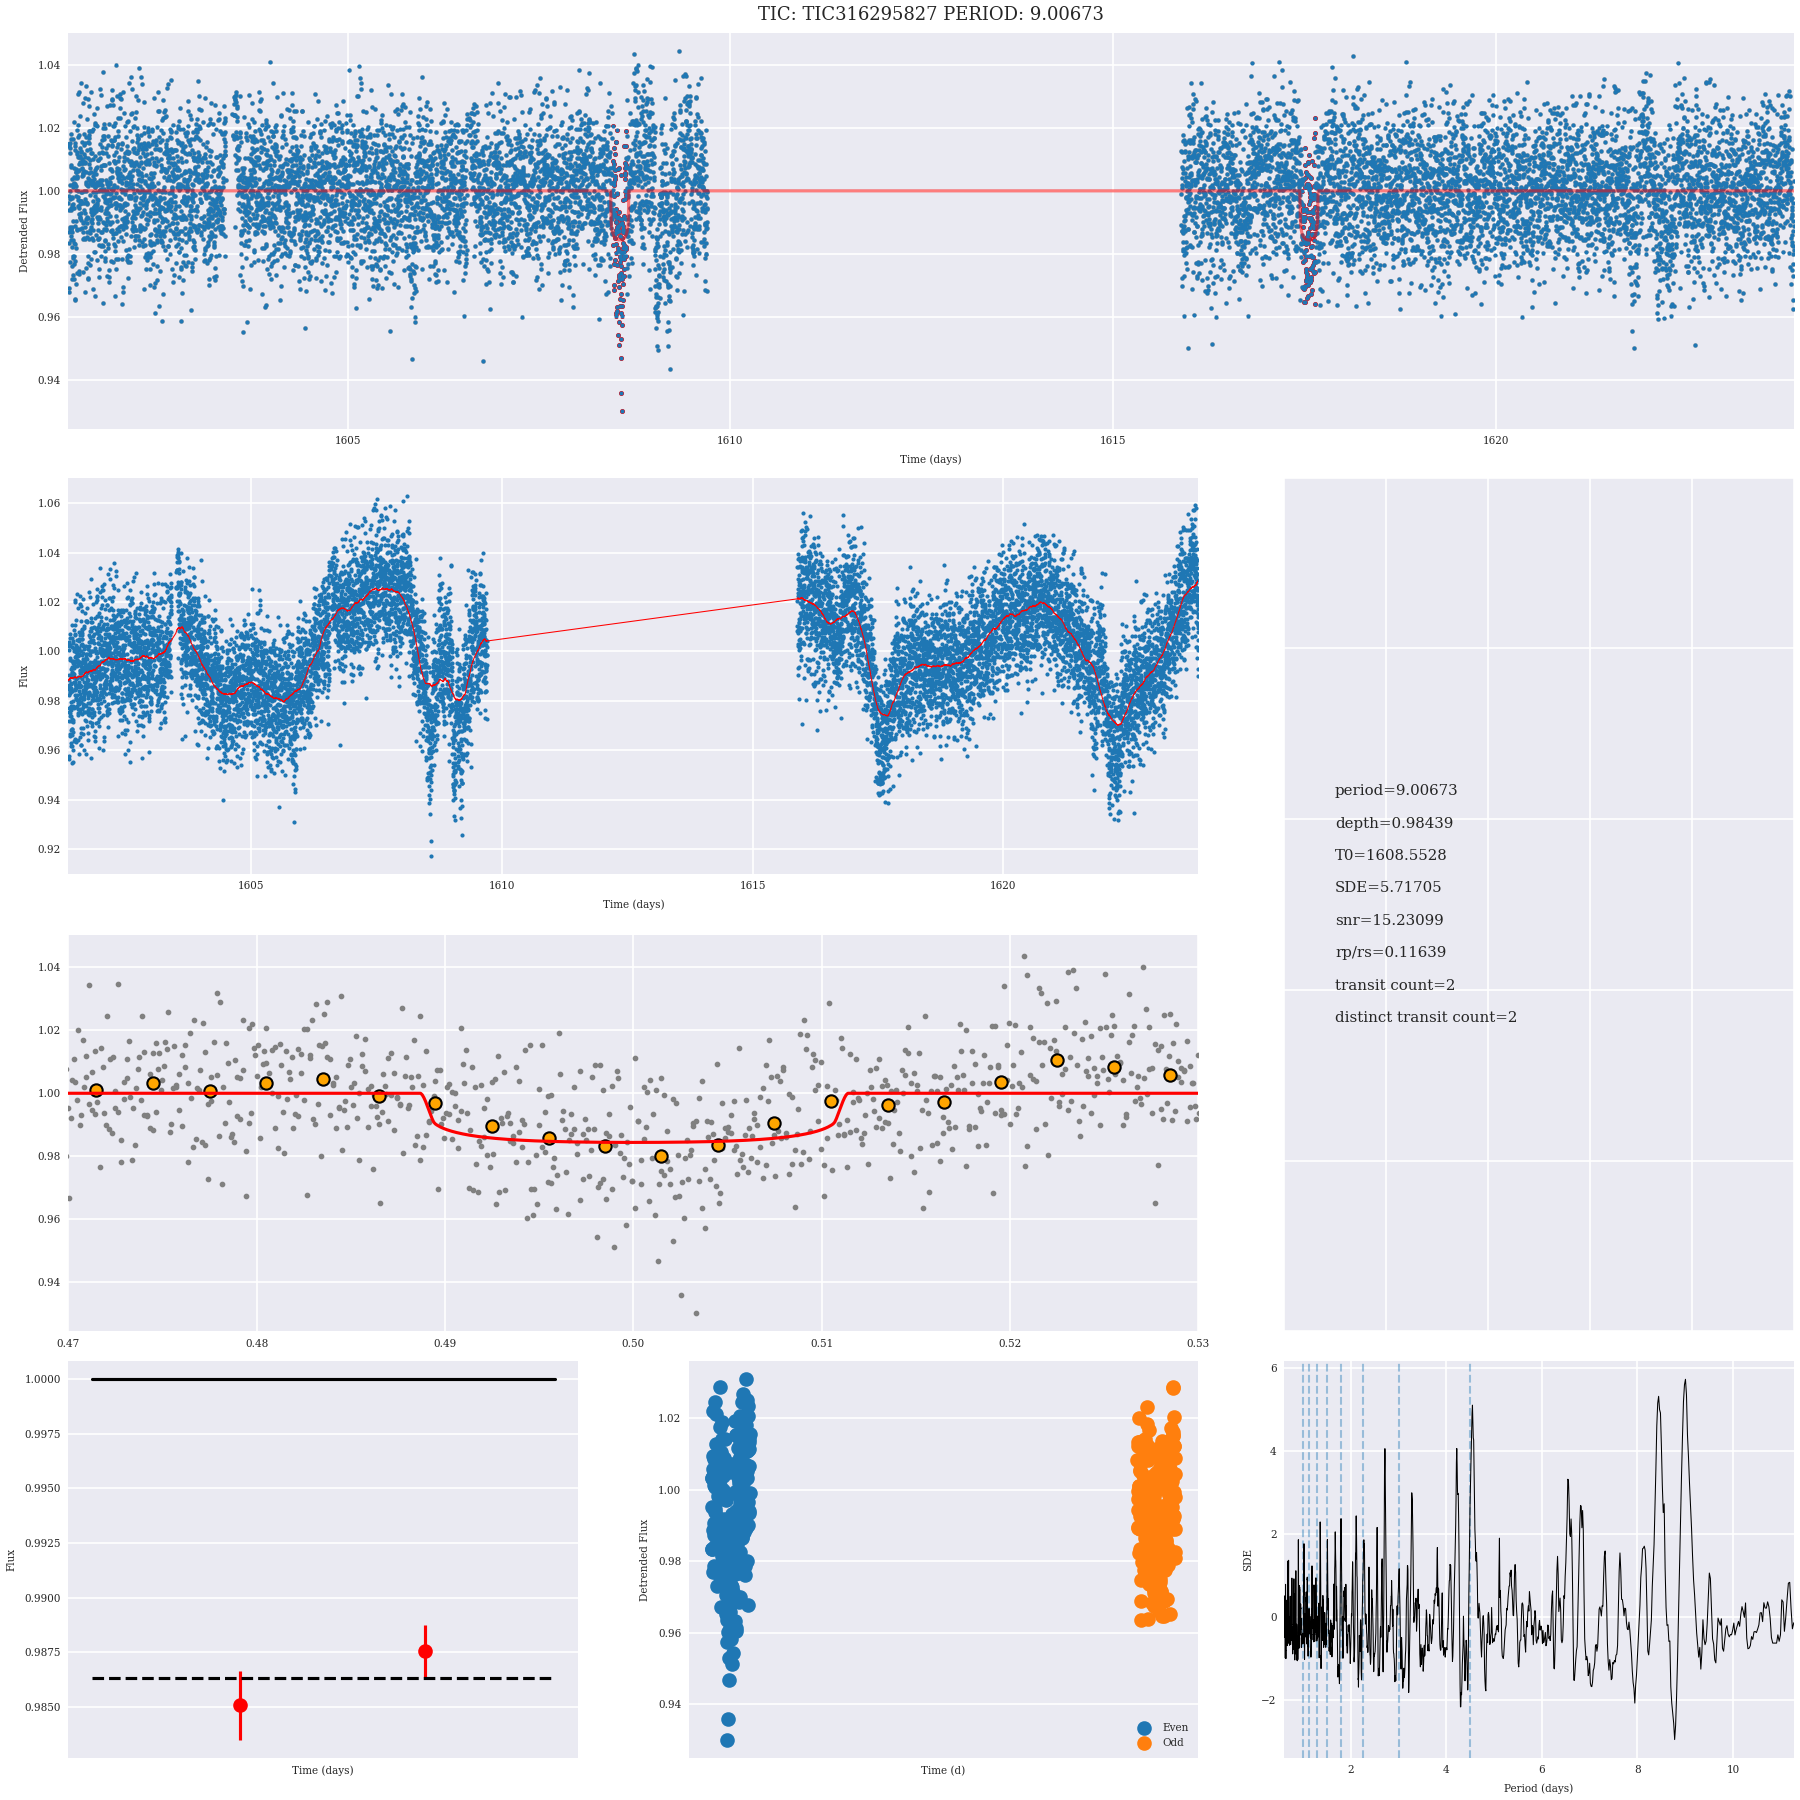 TIC: TIC316295827 PERIOD: 9.00673
1.04
1.02
1.00
0.98
0.96
0.94
Detrended Flux
1605
1610
1615
1620
Time (days)
1.06
1.04
1.02
1.00
0.98
0.96
0.94
0.92
Flux
1605
1610
1615
1620
Time (days)
period=9.00673
depth=0.98439
T0=1608.5528
SDE=5.71705
snr=15.23099
rp/rs=0.11639
transit count=2
distinct transit count=2
1.04
1.02
1.00
0.98
0.96
0.94
0.47
0.48
0.49
0.50
0.51
0.52
0.53
1.0000
0.9975
0.9950
0.9925
0.9900
0.9875
0.9850
Flux
Time (days)
1.02
1.00
0.98
0.96
0.94
Detrended Flux
Even
Odd
Time (d)
6
4
2
0
−2
SDE
2
4
6
8
10
Period (days)